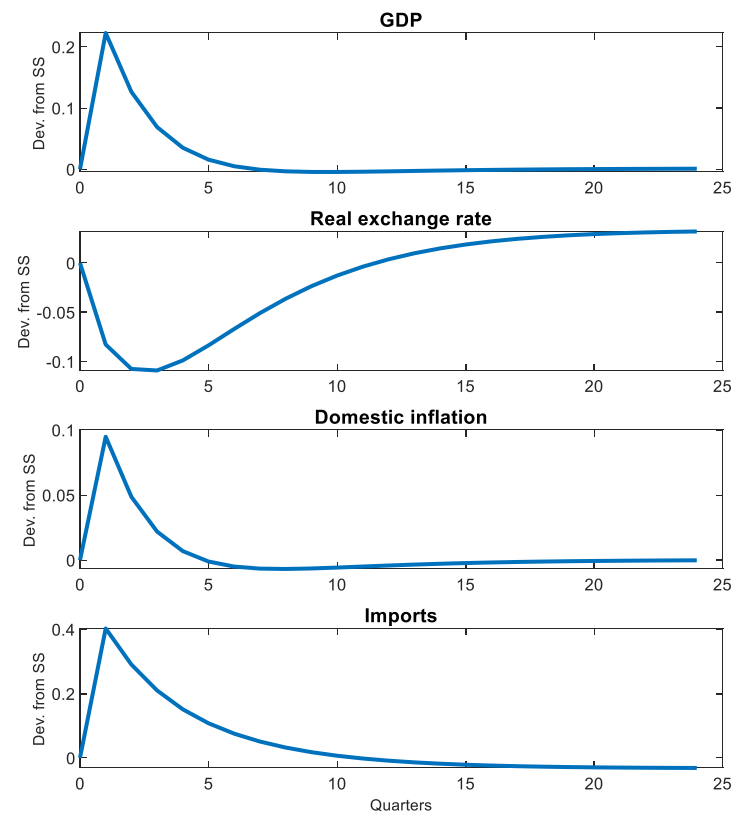 GDP
Dev. from SS
0.2
0.1
0
0 5 10 15 20 25
Real exchange rate
Dev. from SS
0
-0.05
-0.1
0 5 10 15 20 25
Domestic inflation
Dev. from SS
0.1
0.05
0
0 5 10 15 20 25
Imports
Dev. from SS
0.4
0.2
0
0 5 10 15 20 25
Quarters